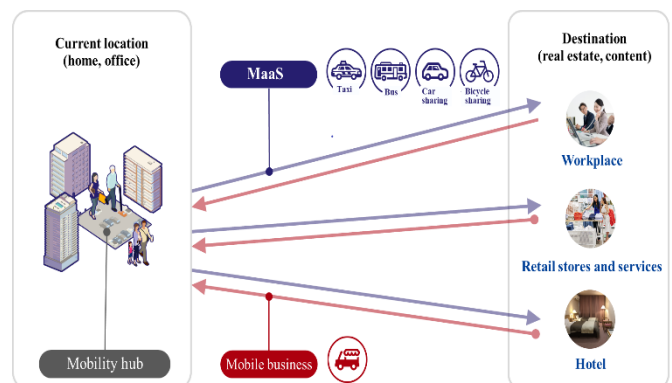 Current location
(home, office)
Mobility hub
MaaS
Taxi
Bus
Car
sharing
Bicycle
sharing
Mobile business
Destination
(real estate, content)
Workplace
Retail stores and services
Hotel